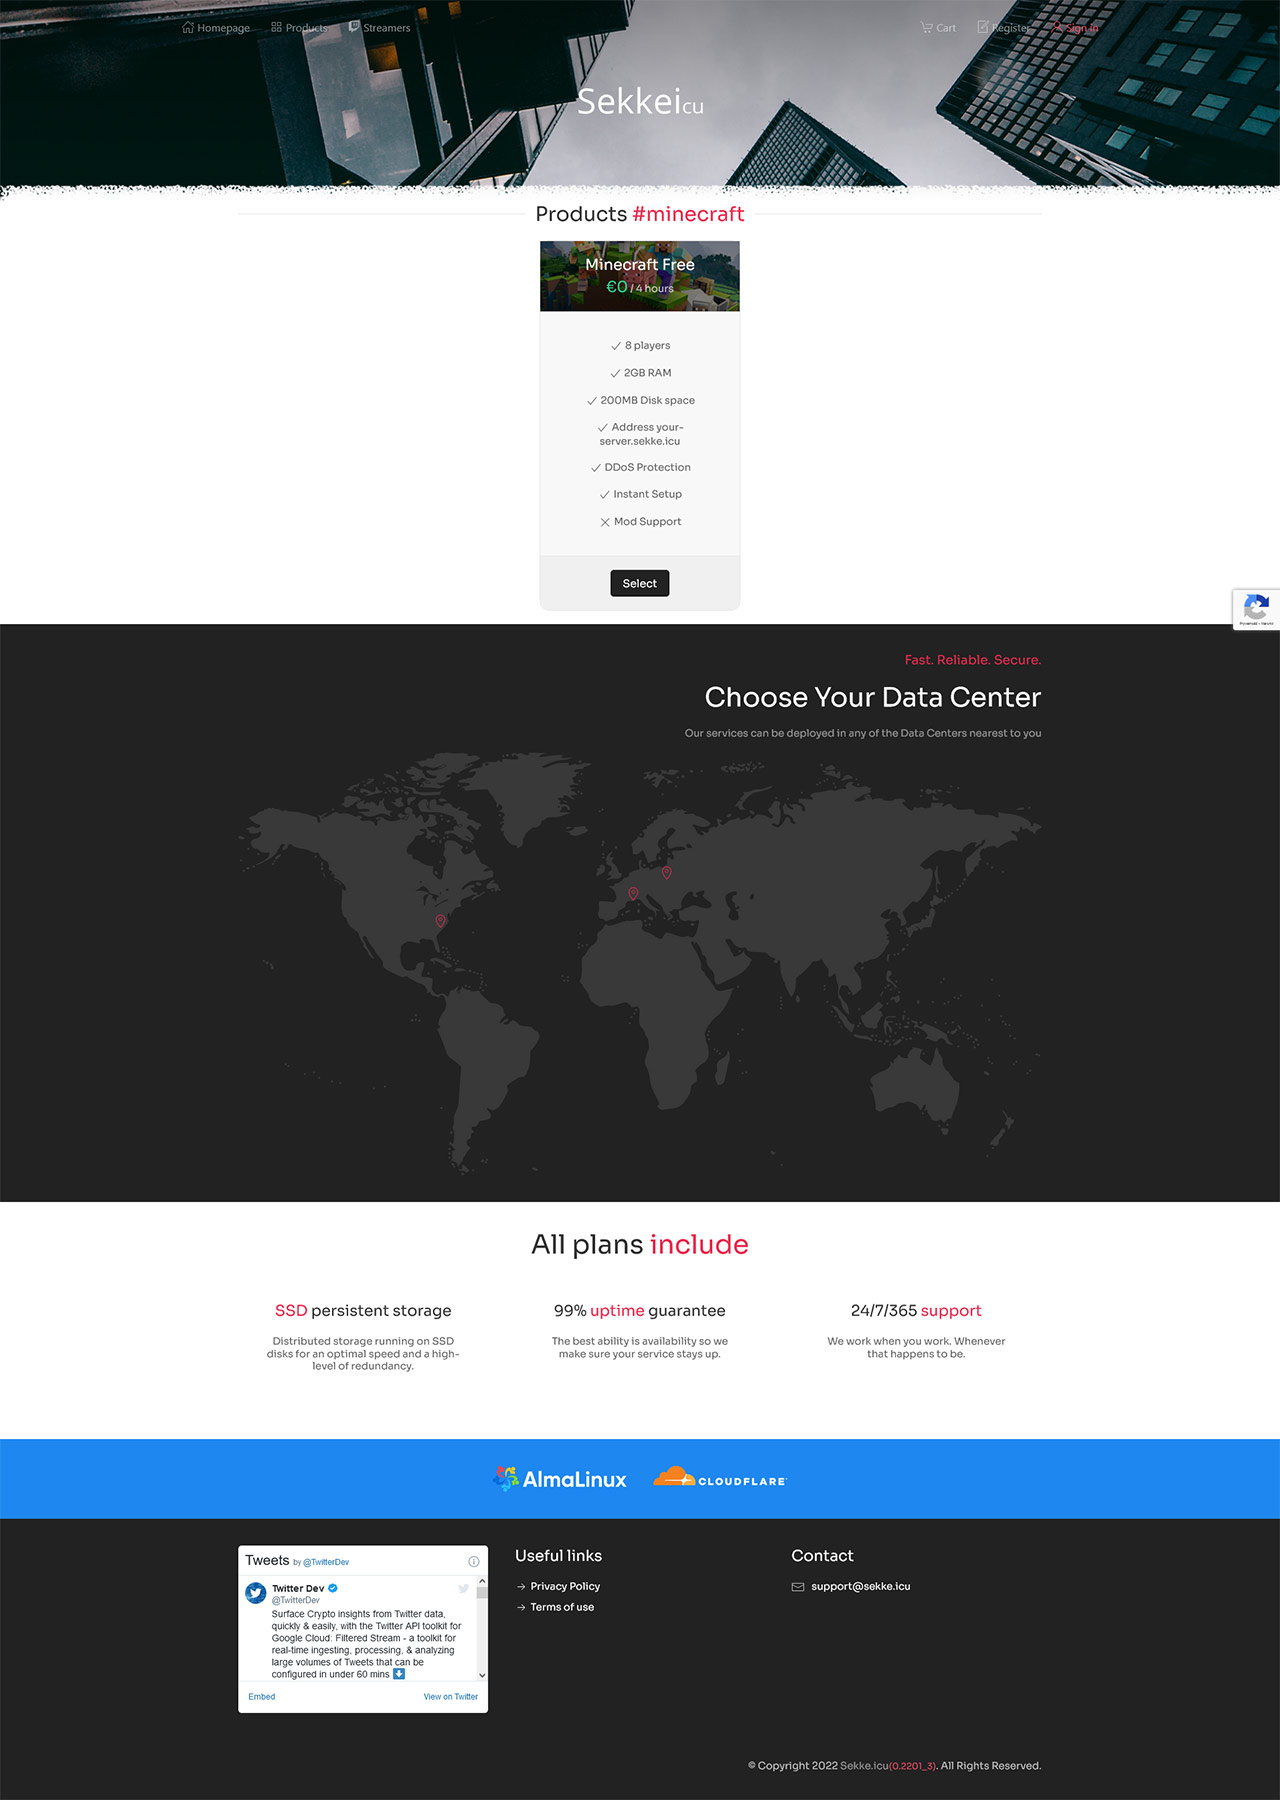 Homepage Products Streamers Cart Register Sign In
Sekkeicu
Products #minecraft
Minecraft Free
€0 / 4 hours
8 players
2GB RAM
200MB Disk space
Address your-
server.sekke.icu
DDoS Protection
Instant Setup
Mod Support
Select
Fast. Reliable. Secure.
Choose Your Data Center
Our services can be deployed in any of the Data Centers nearest to you
All plans include
SSD persistent storage
Distributed storage running on SSD
disks for an optimal speed and a high-
level of redundancy.
99% uptime guarantee
The best ability is availability so we
make sure your service stays up.
24/7/365 support
We work when you work. Whenever
that happens to be.
AlmaLinux
CLOUDFLARE
Tweets by @TwitterDev
Twitter Dev
@TwitterDev
Surface Crypto insights from Twitter data,
quickly & easily, with the Twitter API toolkit for
Google Cloud: Filtered Stream - a toolkit for
real-time ingesting, processing, & analyzing
large volumes of Tweets that can be
configured in under 60 mins
Embed View on Twitter
Useful links
Privacy Policy
Terms of use
Contact
support@sekke.icu
© Copyright 2022 Sekke.icu(0.2201_3). All Rights Reserved.